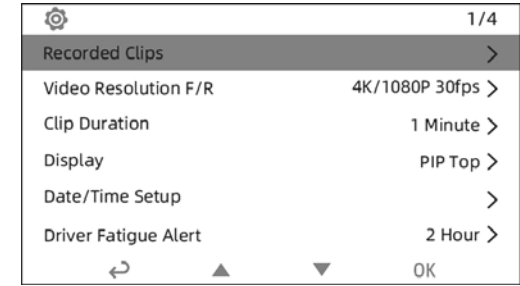 1/4
Recorded Clips
Video Resolution F/R 4K/1080P 30fps
Clip Duration 1 Minute
Display PIP Top
Date/Time Setup
Driver Fatigue Alert 2 Hour
OK